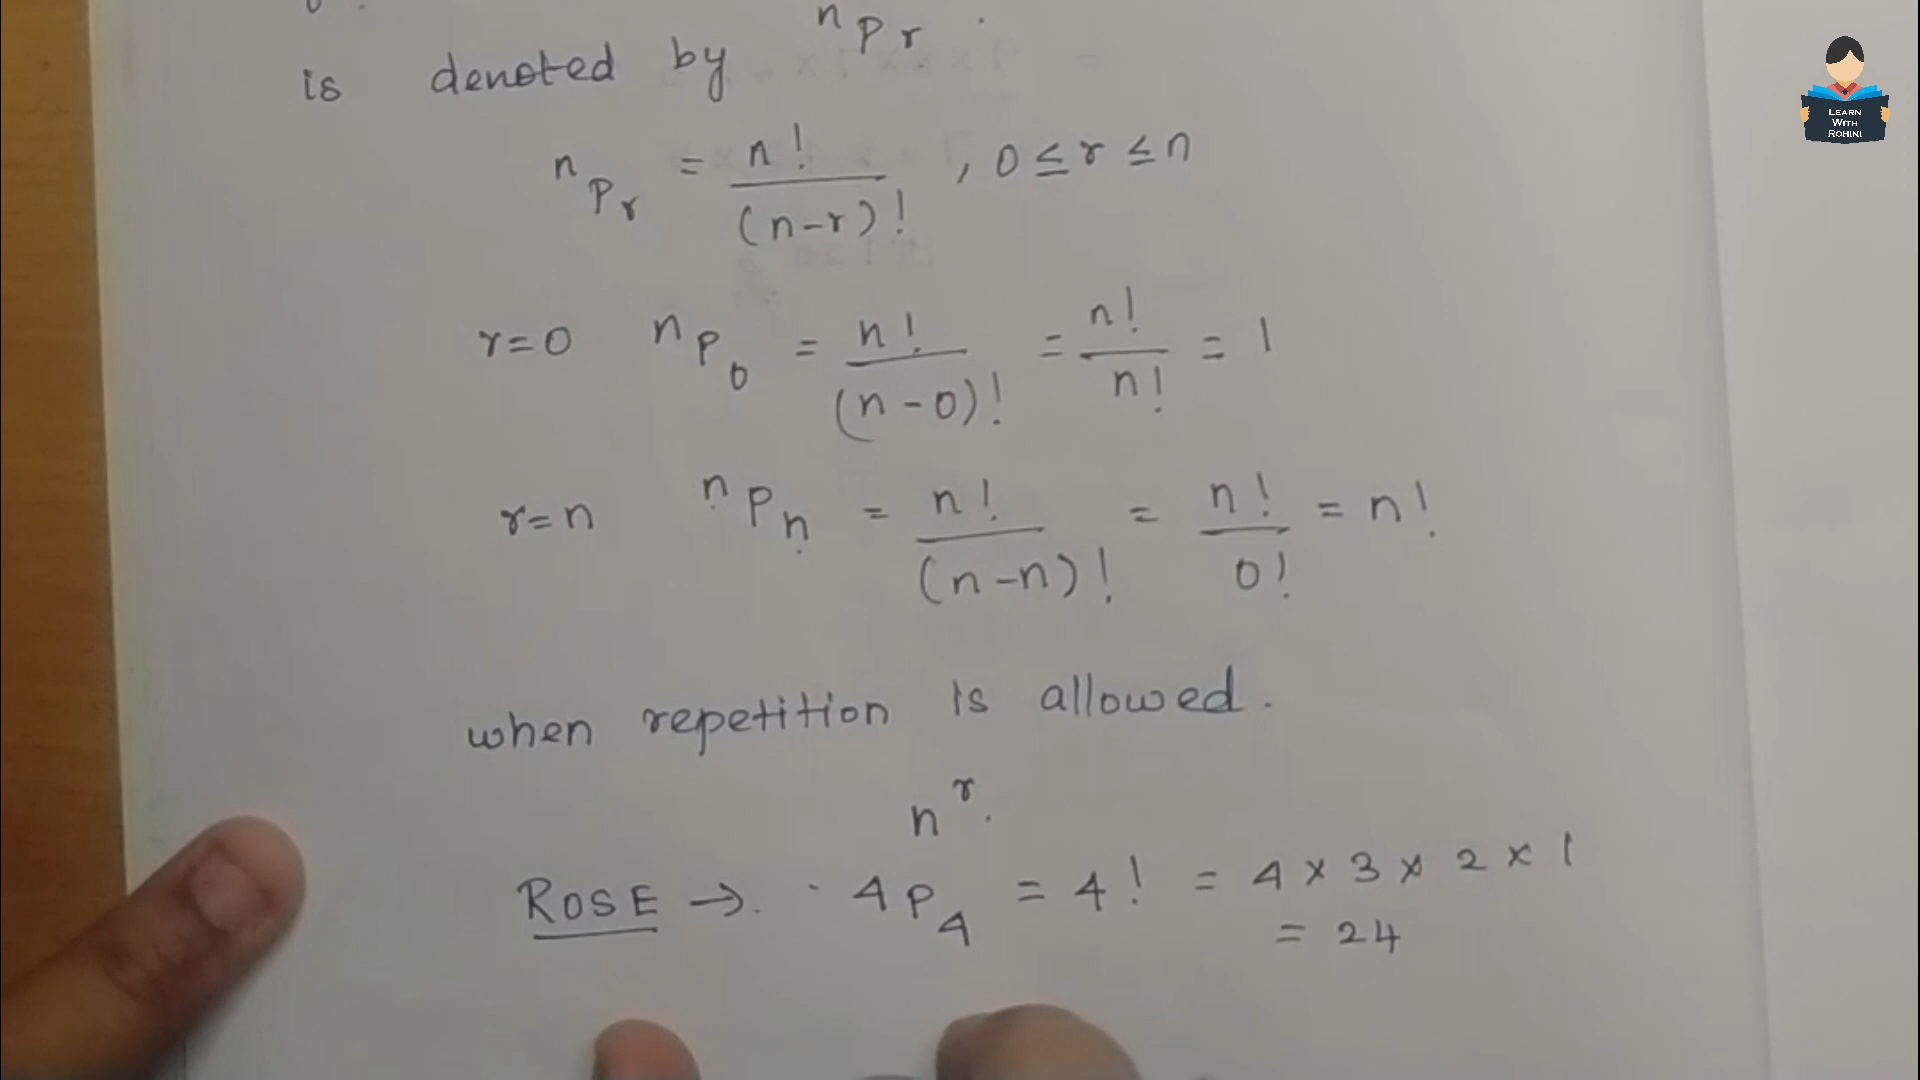 is denoted by nPr.
nPr = n!/(n-r)! , 0≤r≤n
r=0 nP0 = n!/(n-0)! = n!/n! = 1
r=n nPn = n!/(n-n)! = n!/0! = n!
when repetition is allowed.
n^r.
ROSE →. 4P4 = 4! = 4 x 3 x 2 x 1
= 24
LEARN
WITH
ROHINI